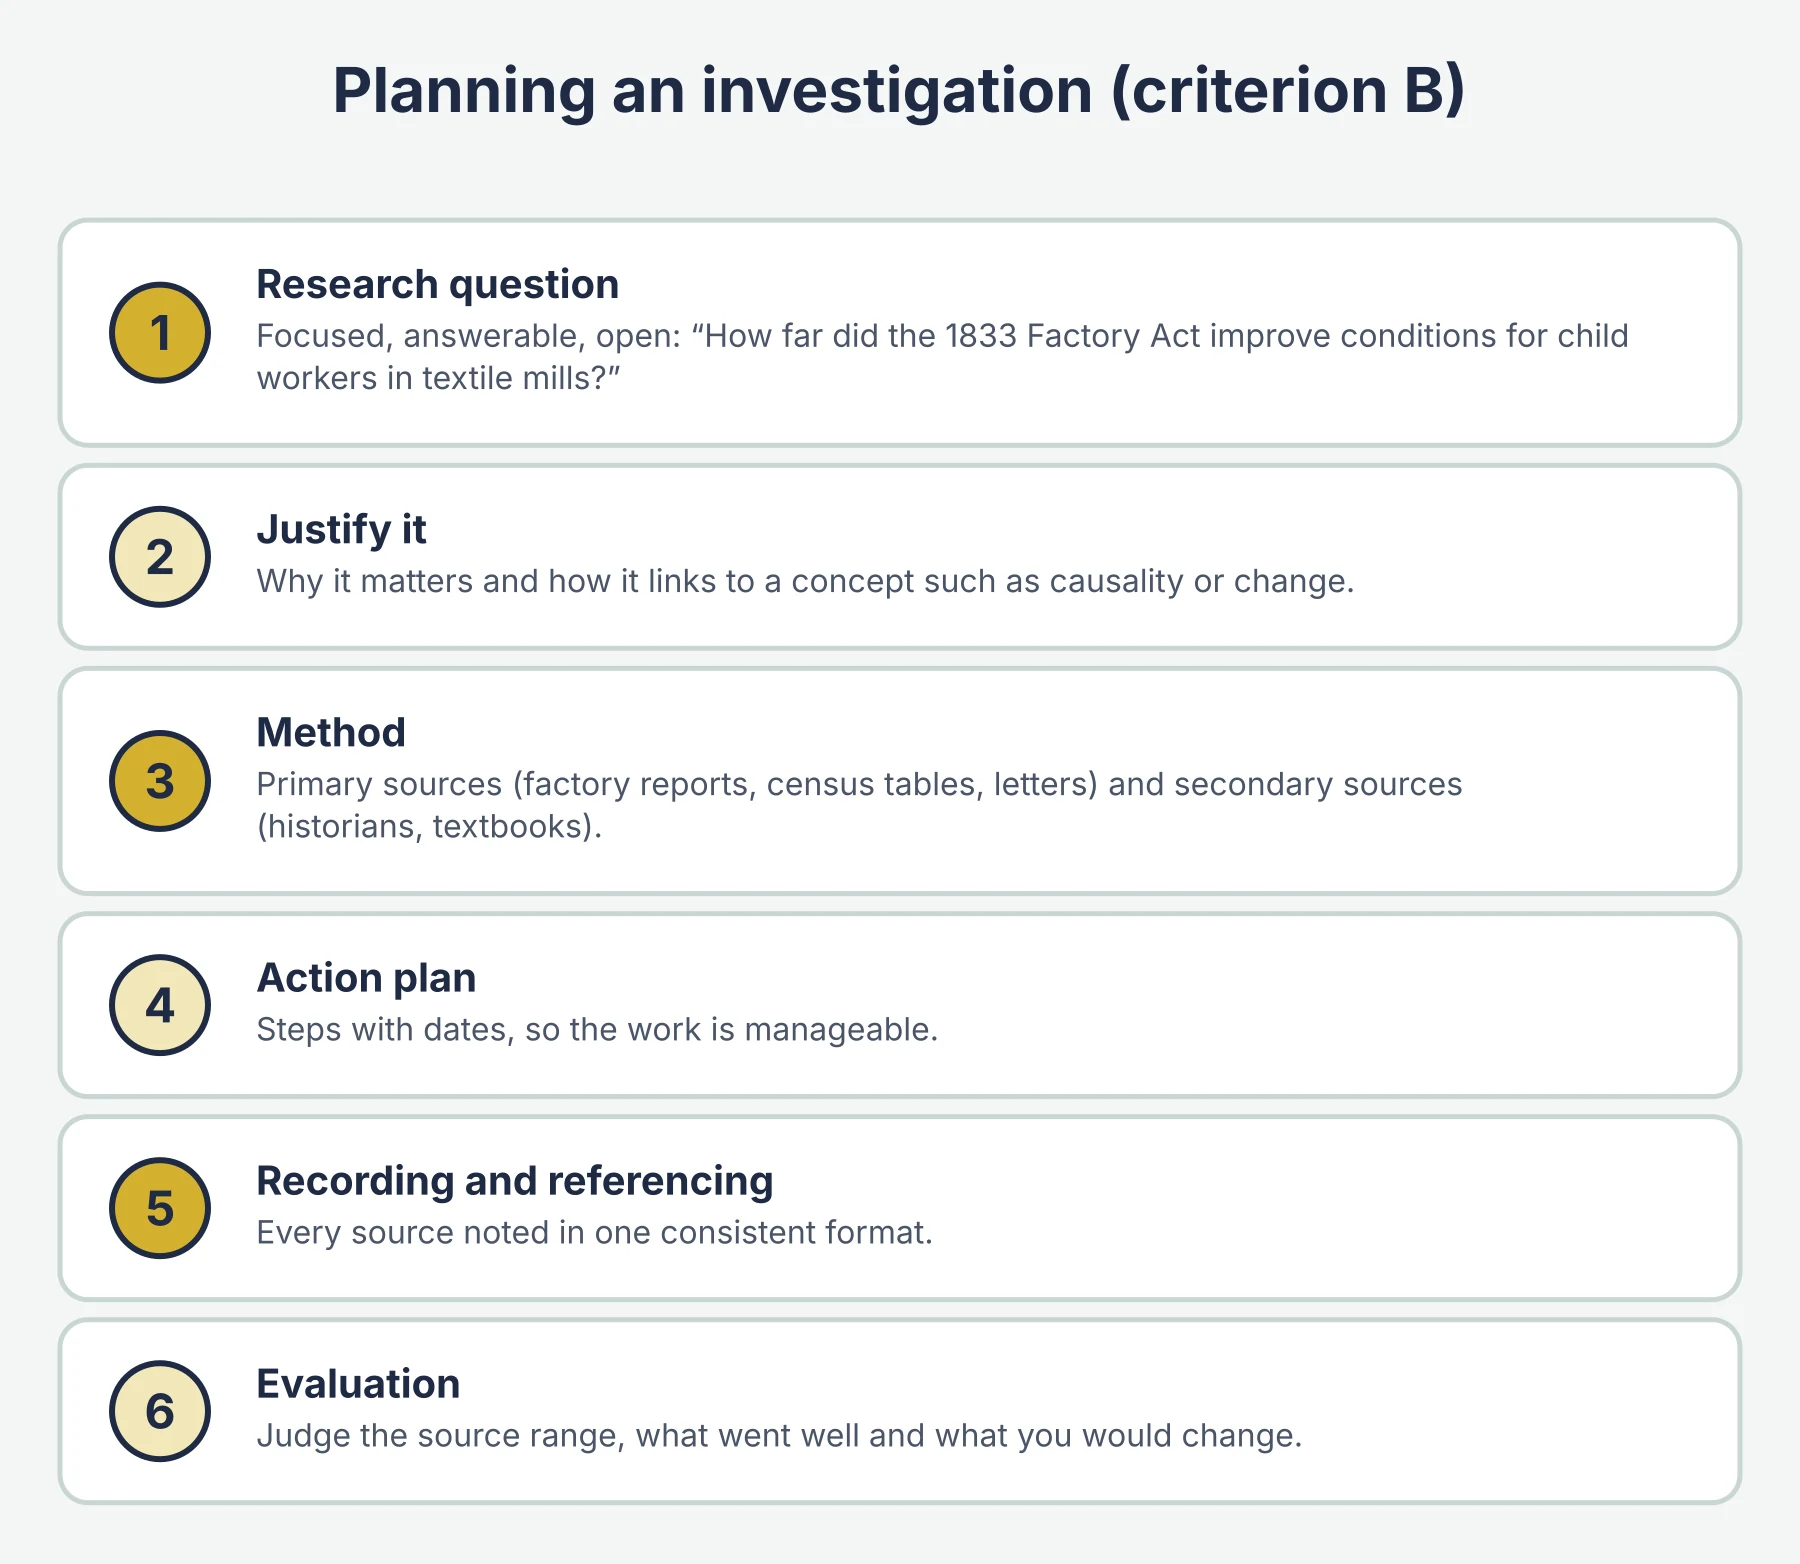 Planning an investigation (criterion B)
1
Research question
Focused, answerable, open: “How far did the 1833 Factory Act improve conditions for child
workers in textile mills?”
2
Justify it
Why it matters and how it links to a concept such as causality or change.
3
Method
Primary sources (factory reports, census tables, letters) and secondary sources
(historians, textbooks).
4
Action plan
Steps with dates, so the work is manageable.
5
Recording and referencing
Every source noted in one consistent format.
6
Evaluation
Judge the source range, what went well and what you would change.